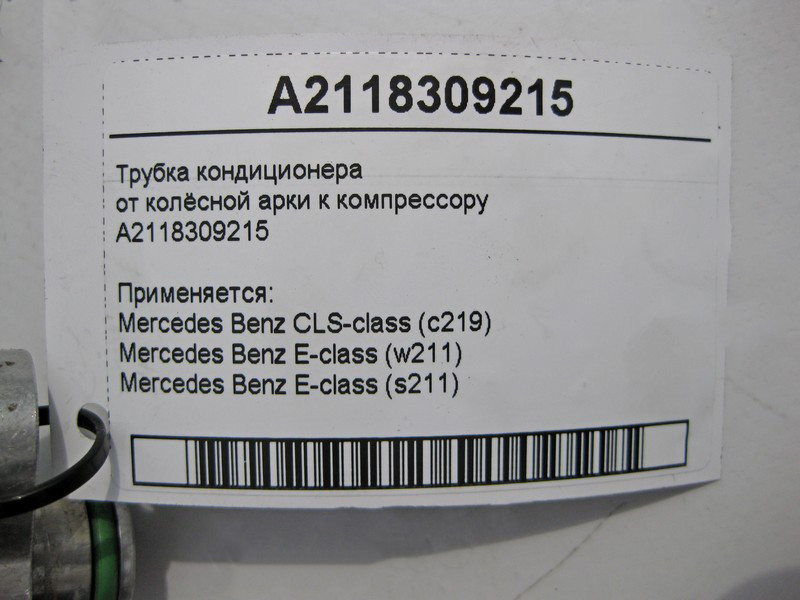 A2118309215
Трубка кондиционера
от колёсной арки к компрессору
A2118309215
Применяется:
Mercedes Benz CLS-class (c219)
Mercedes Benz E-class (w211)
Mercedes Benz E-class (s211)